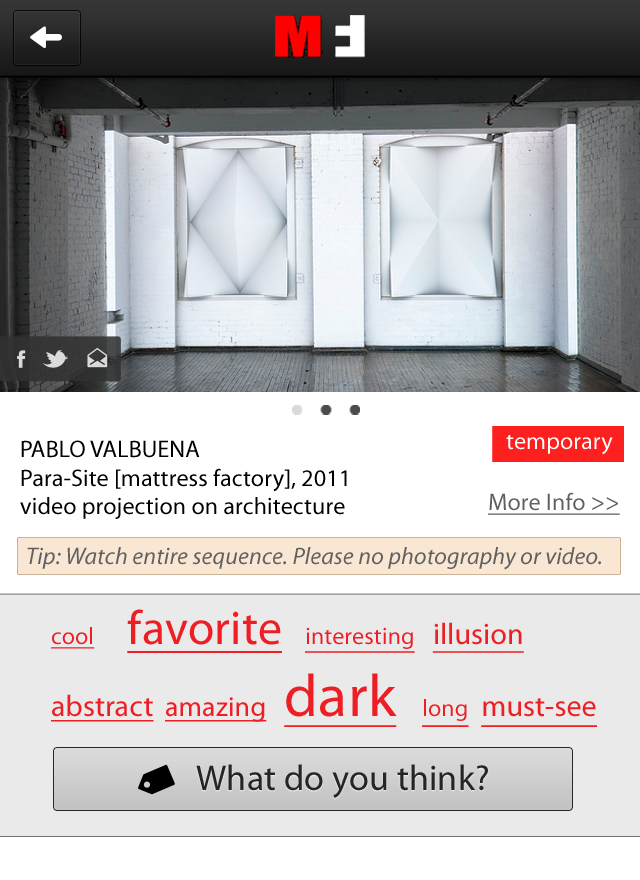 MF
PABLO VALBUENA
temporary
Para-Site [mattress factory], 2011
video projection on architecture
More Info >>
Tip: Watch entire sequence. Please no photography or video.
cool favorite interesting illusion
abstract amazing dark long must-see
What do you think?